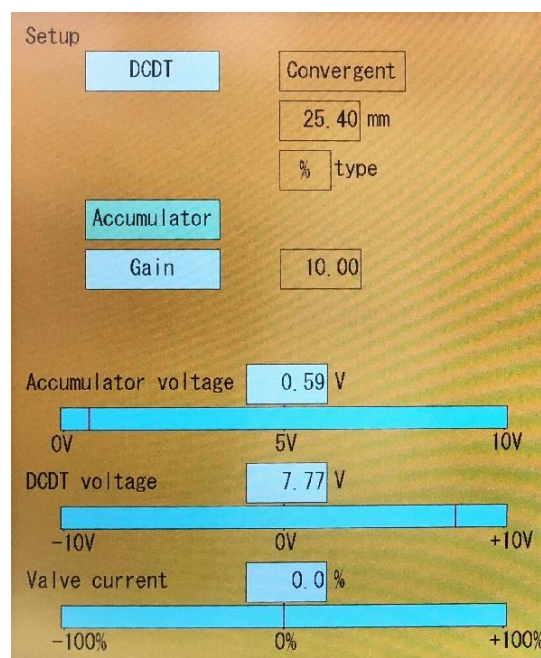 Setup
DCDT Convergent
25.40 mm
% type
Accumulator
Gain 10.00
Accumulator voltage 0.59 V
0V 5V 10V
DCDT voltage 7.77 V
-10V 0V +10V
Valve current 0.0 %
-100% 0% +100%